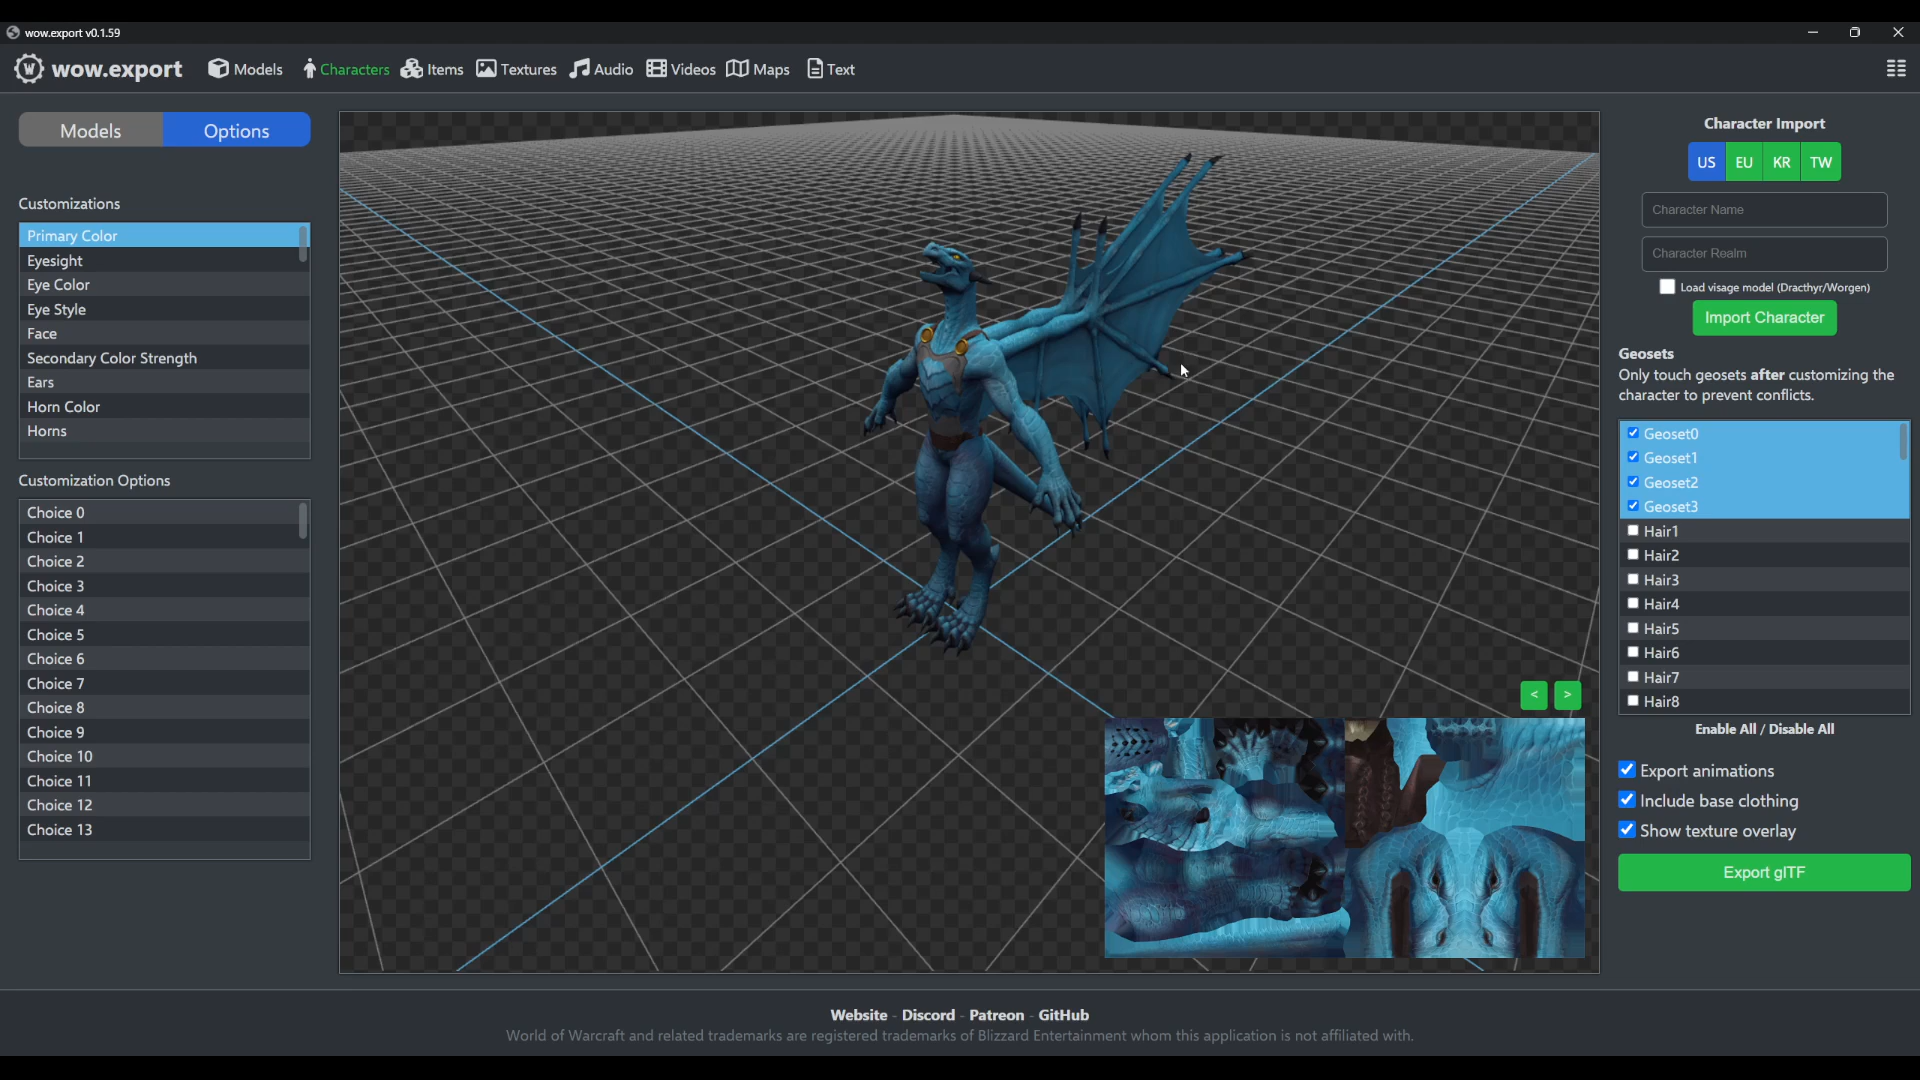 wow.export v0.1.59
wow.export Models Characters Items Textures Audio Videos Maps Text
Models Options
Customizations
Primary Color
Eyesight
Eye Color
Eye Style
Face
Secondary Color Strength
Ears
Horn Color
Horns
Customization Options
Choice 0
Choice 1
Choice 2
Choice 3
Choice 4
Choice 5
Choice 6
Choice 7
Choice 8
Choice 9
Choice 10
Choice 11
Choice 12
Choice 13
< >
Character Import
US EU KR TW
Character Name
Character Realm
Load visage model (Dracthyr/Worgen)
Import Character
Geosets
Only touch geosets after customizing the
character to prevent conflicts.
Geoset0
Geoset1
Geoset2
Geoset3
Hair1
Hair2
Hair3
Hair4
Hair5
Hair6
Hair7
Hair8
Enable All / Disable All
Export animations
Include base clothing
Show texture overlay
Export glTF
Website - Discord - Patreon - GitHub
World of Warcraft and related trademarks are registered trademarks of Blizzard Entertainment whom this application is not affiliated with.